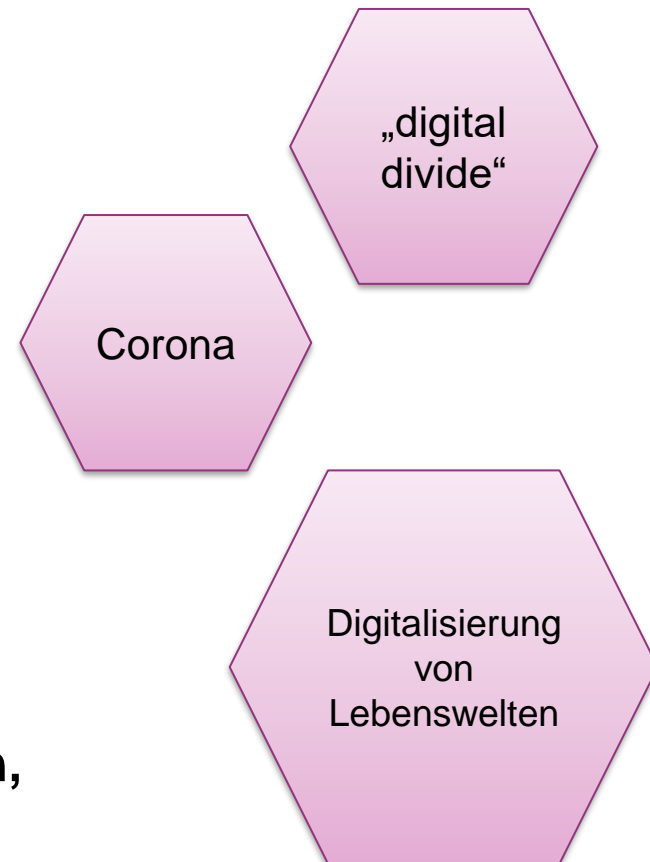 „digital
divide“
Corona
Digitalisierung
von
Lebenswelten